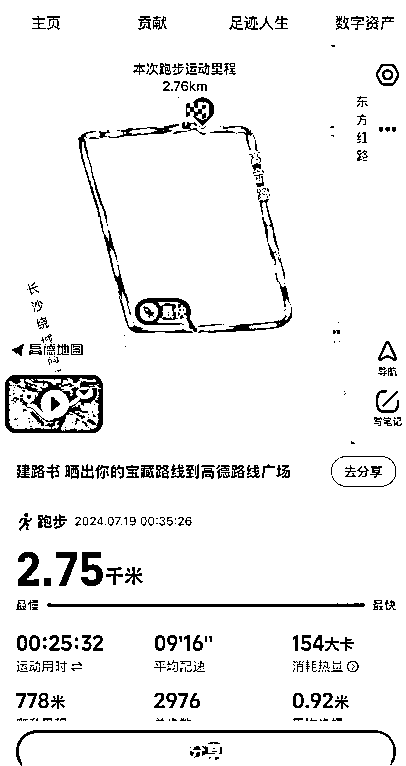 主页 贡献 足迹人生 数字资产
本次跑步运动里程
2.76km
东方红路
最快
长沙绕
高德地图
导航
写笔记
建路书 晒出你的宝藏路线到高德路线广场
去分享
跑步 2024.07.19 00:35:26
2.75千米
最慢 最快
00:25:32 09'16" 154大卡
运动用时 平均配速 消耗热量
778米 2976 0.92米
分享